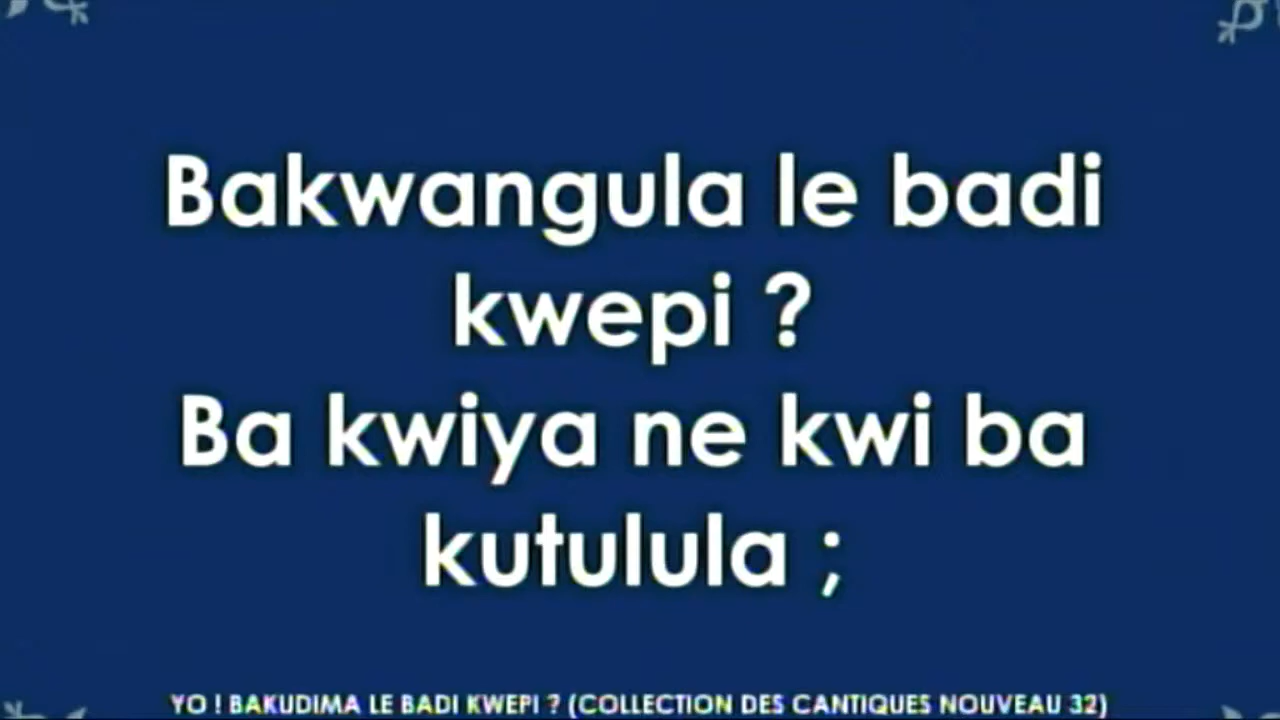 Bakwangula le badi
kwepi ?
Ba kwiya ne kwi ba
kutulula ;
YO ! BAKUDIMA LE BADI KWEPI ? (COLLECTION DES CANTIQUES NOUVEAU 32)